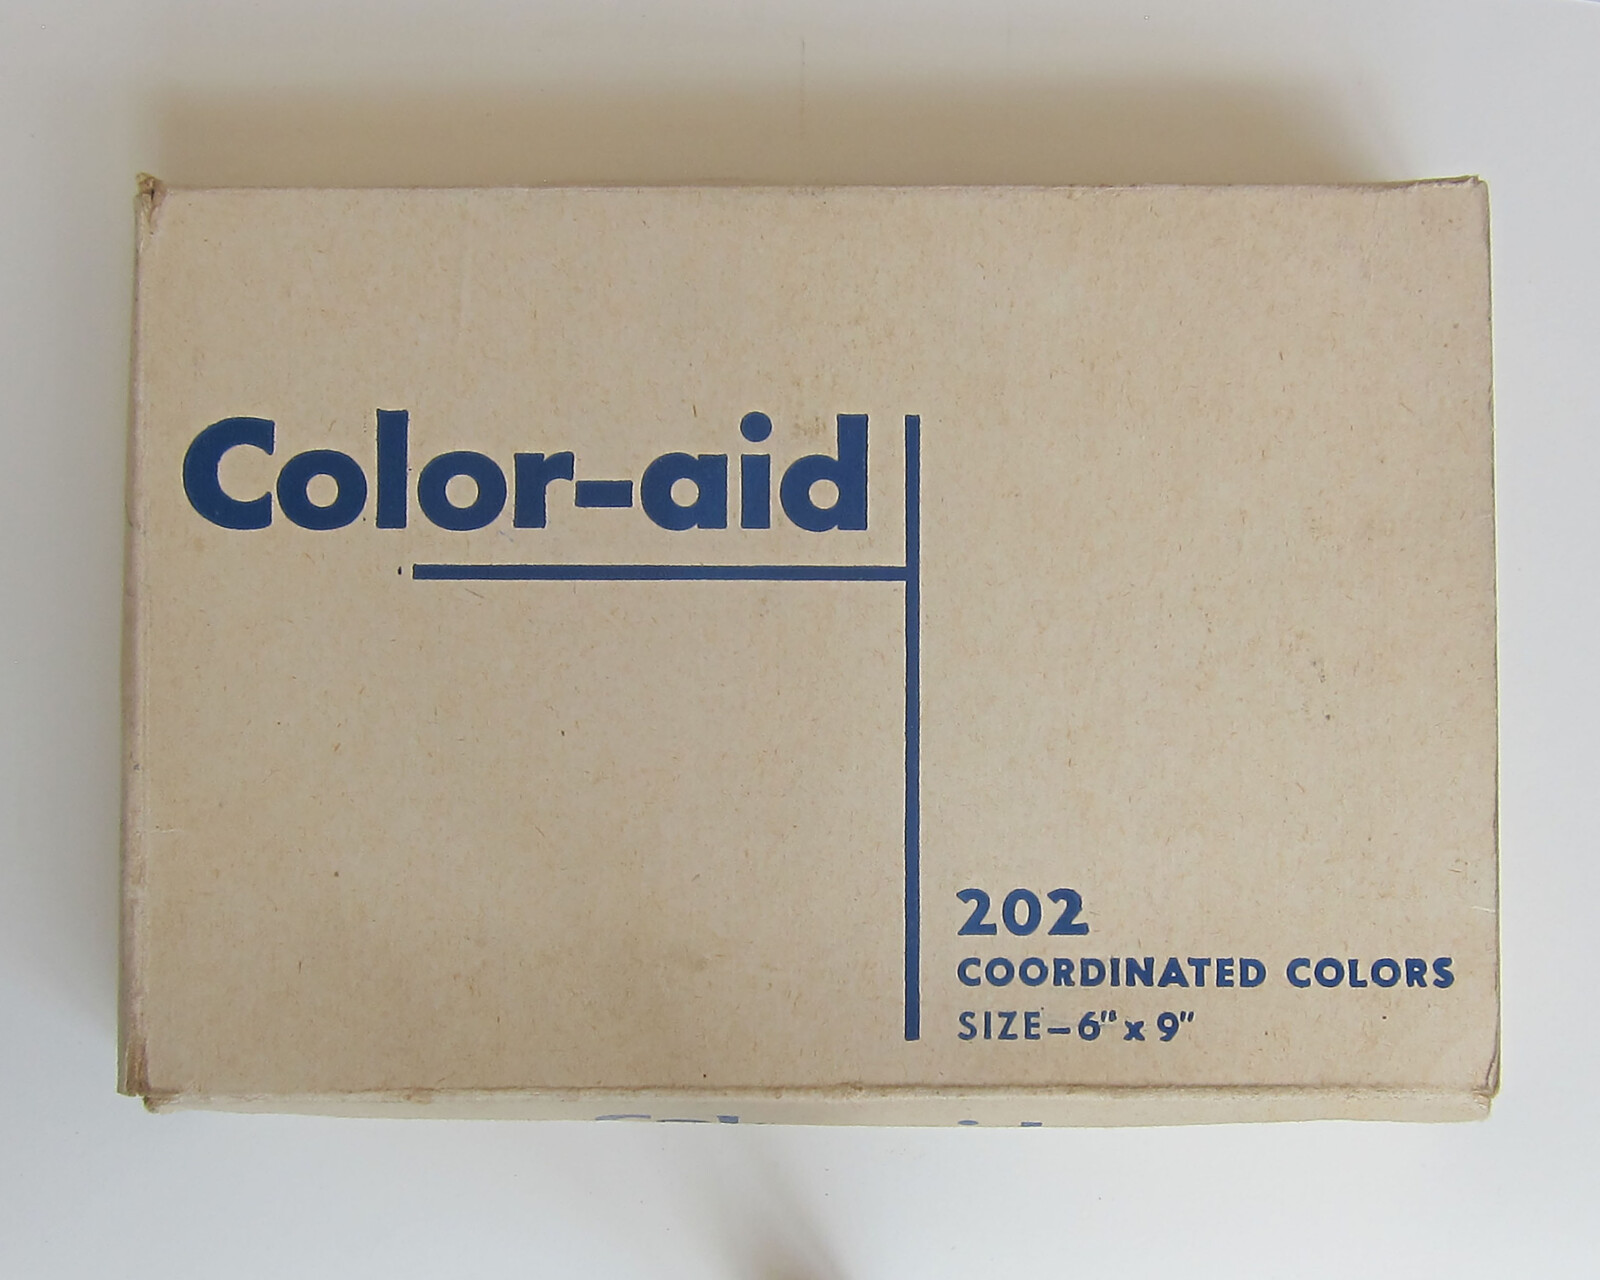 Color-aid
202
COORDINATED COLORS
SIZE–6" x 9"